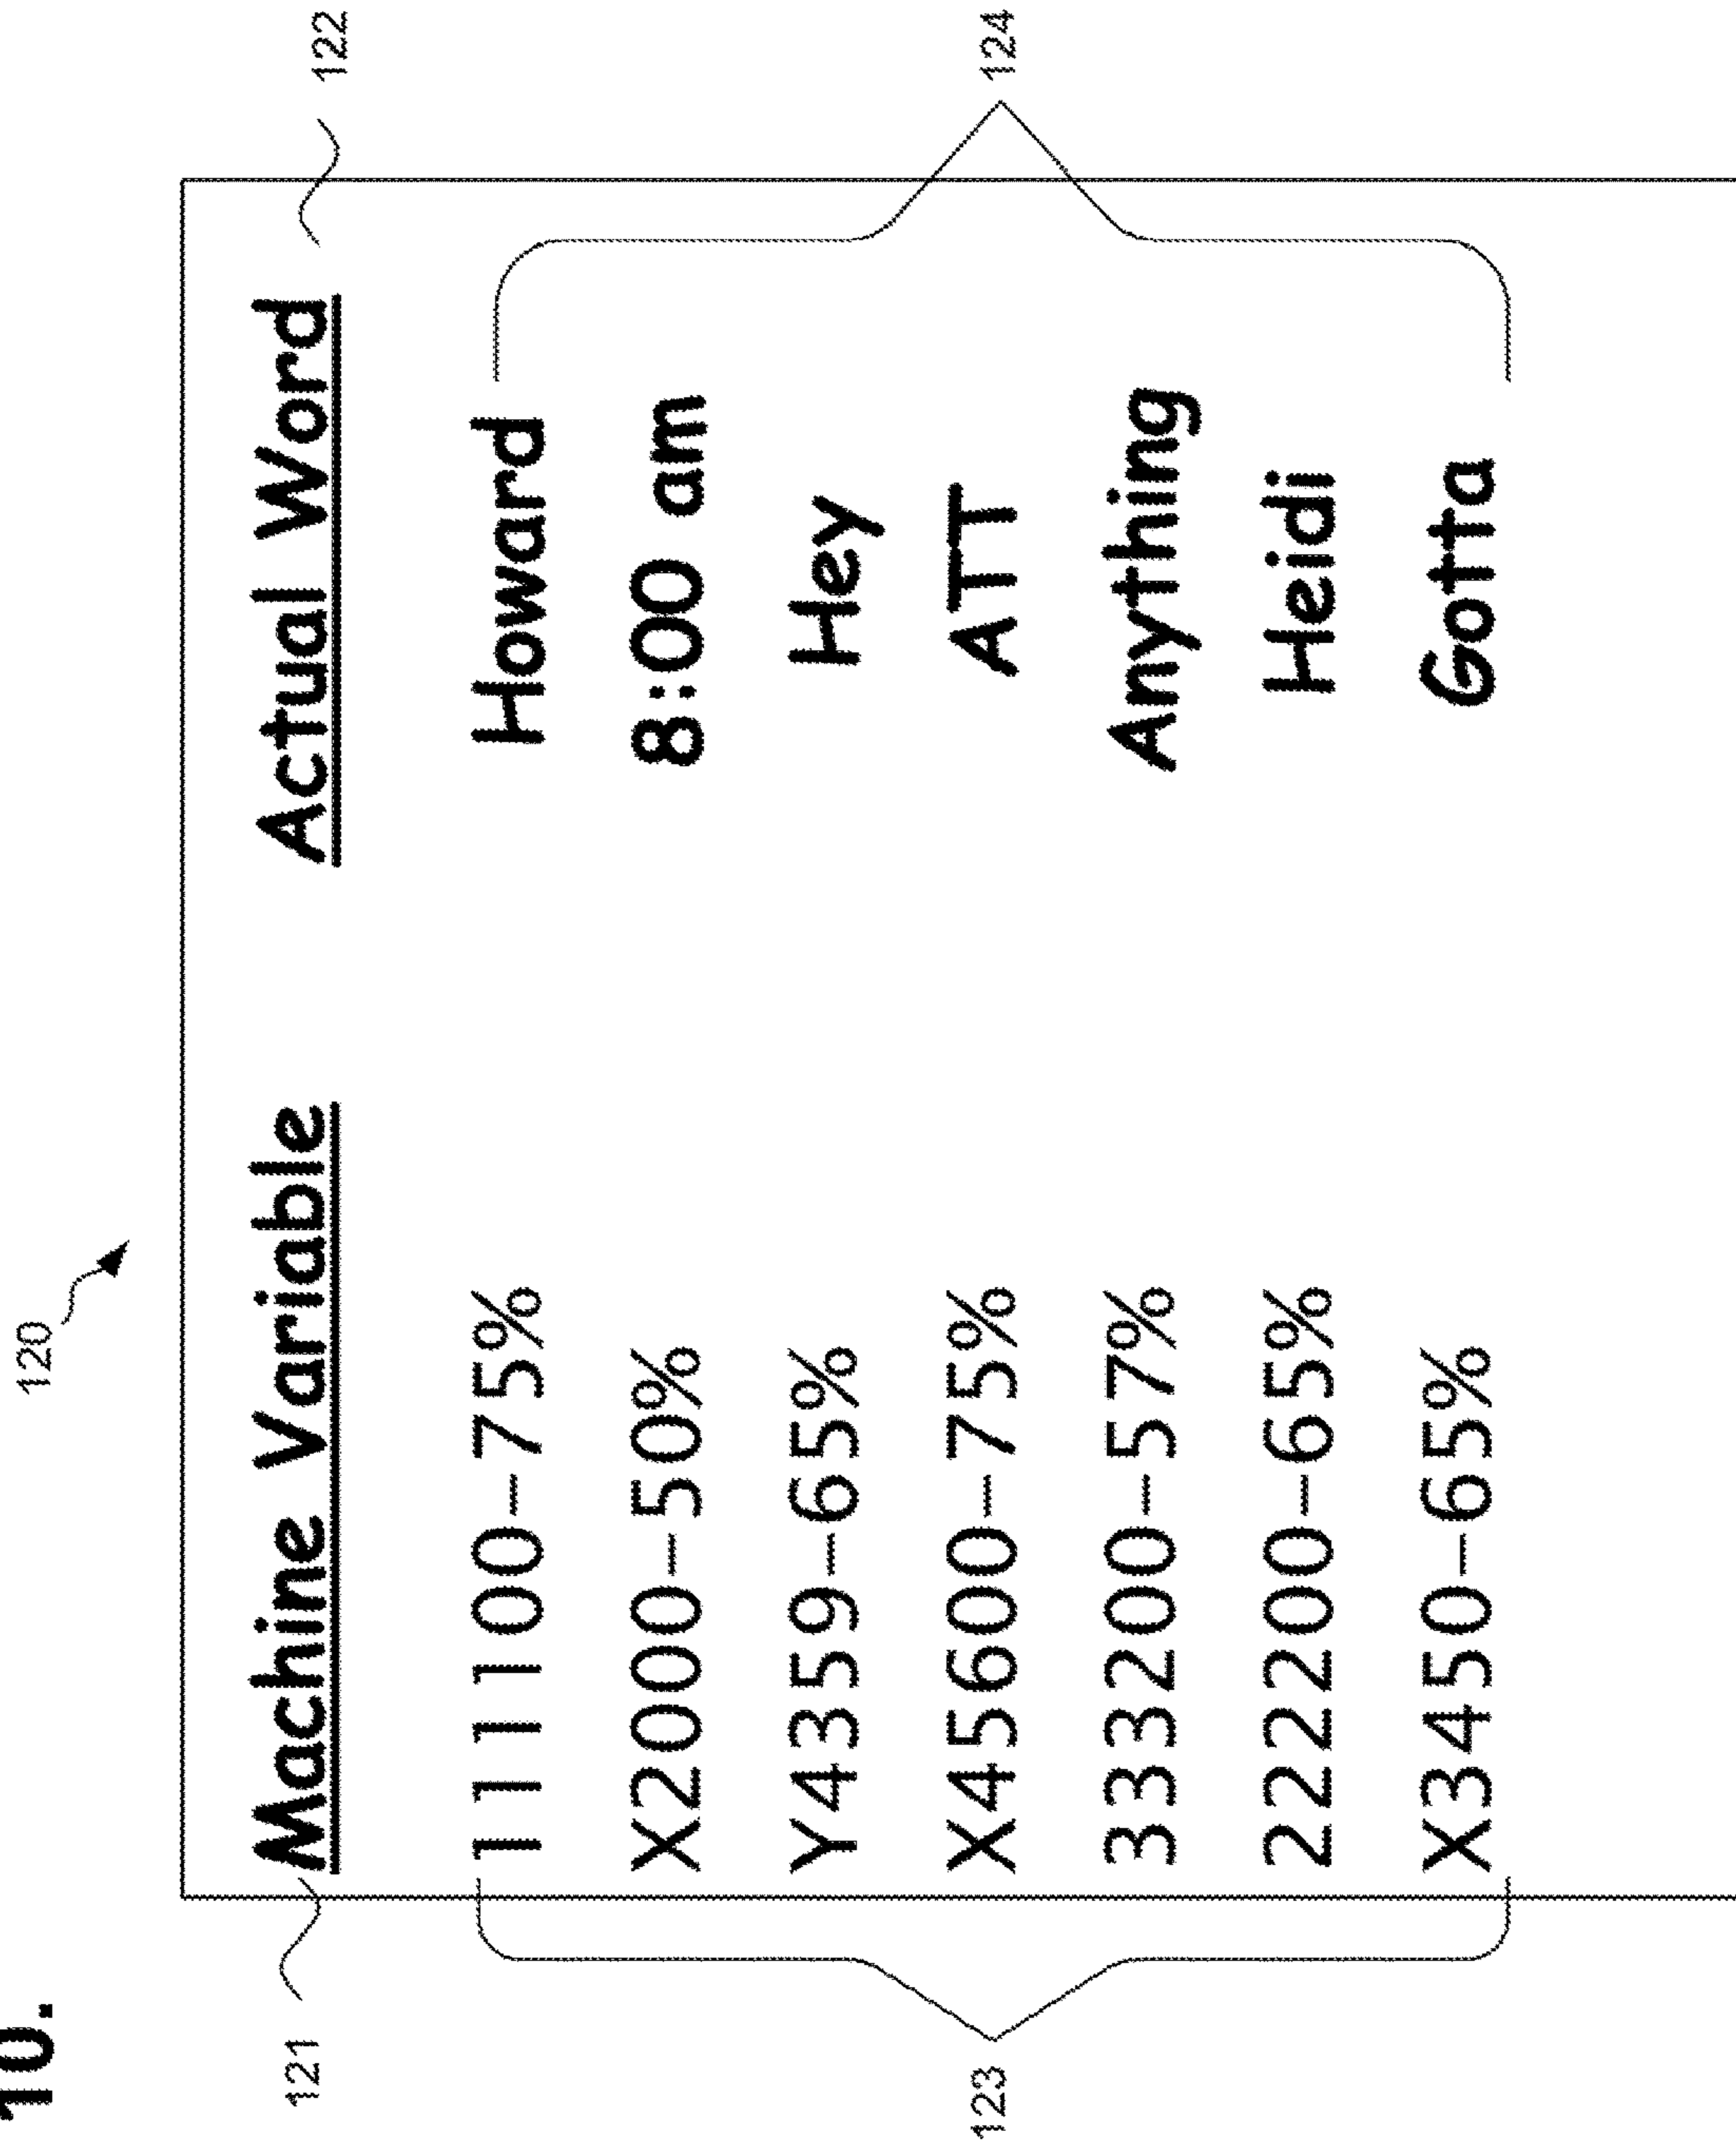 10.
120
121 Machine Variable Actual Word 122
111100-75% Howard
X2000-50% 8:00 am
Y4359-65% Hey
123 X45600-75% ATT 124
333200-57% Anything
222200-65% Heidi
X3450-65% Gotta